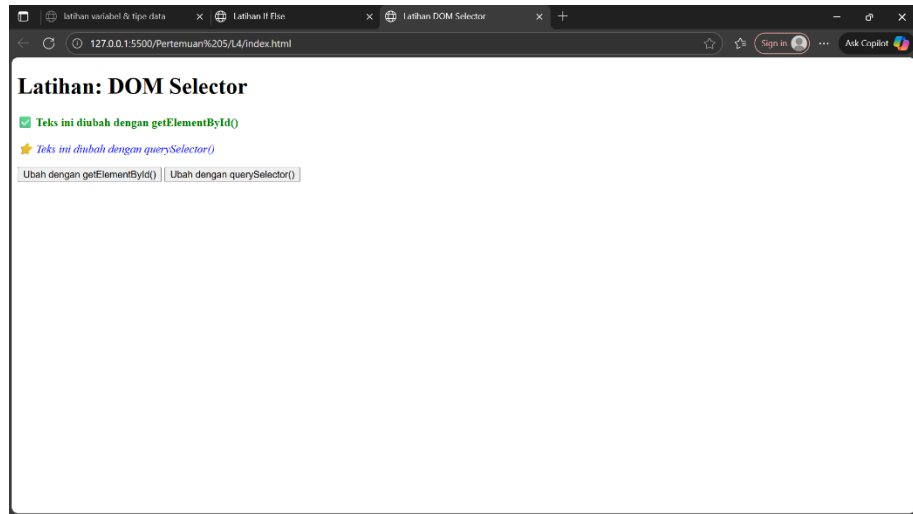 latihan variabel & tipe data
Latihan If Else
Latihan DOM Selector
127.0.0.1:5500/Pertemuan%205/L4/index.html
Sign in
Ask Copilot
Latihan: DOM Selector
Teks ini diubah dengan getElementById()
Teks ini diubah dengan querySelector()
Ubah dengan getElementById()
Ubah dengan querySelector()